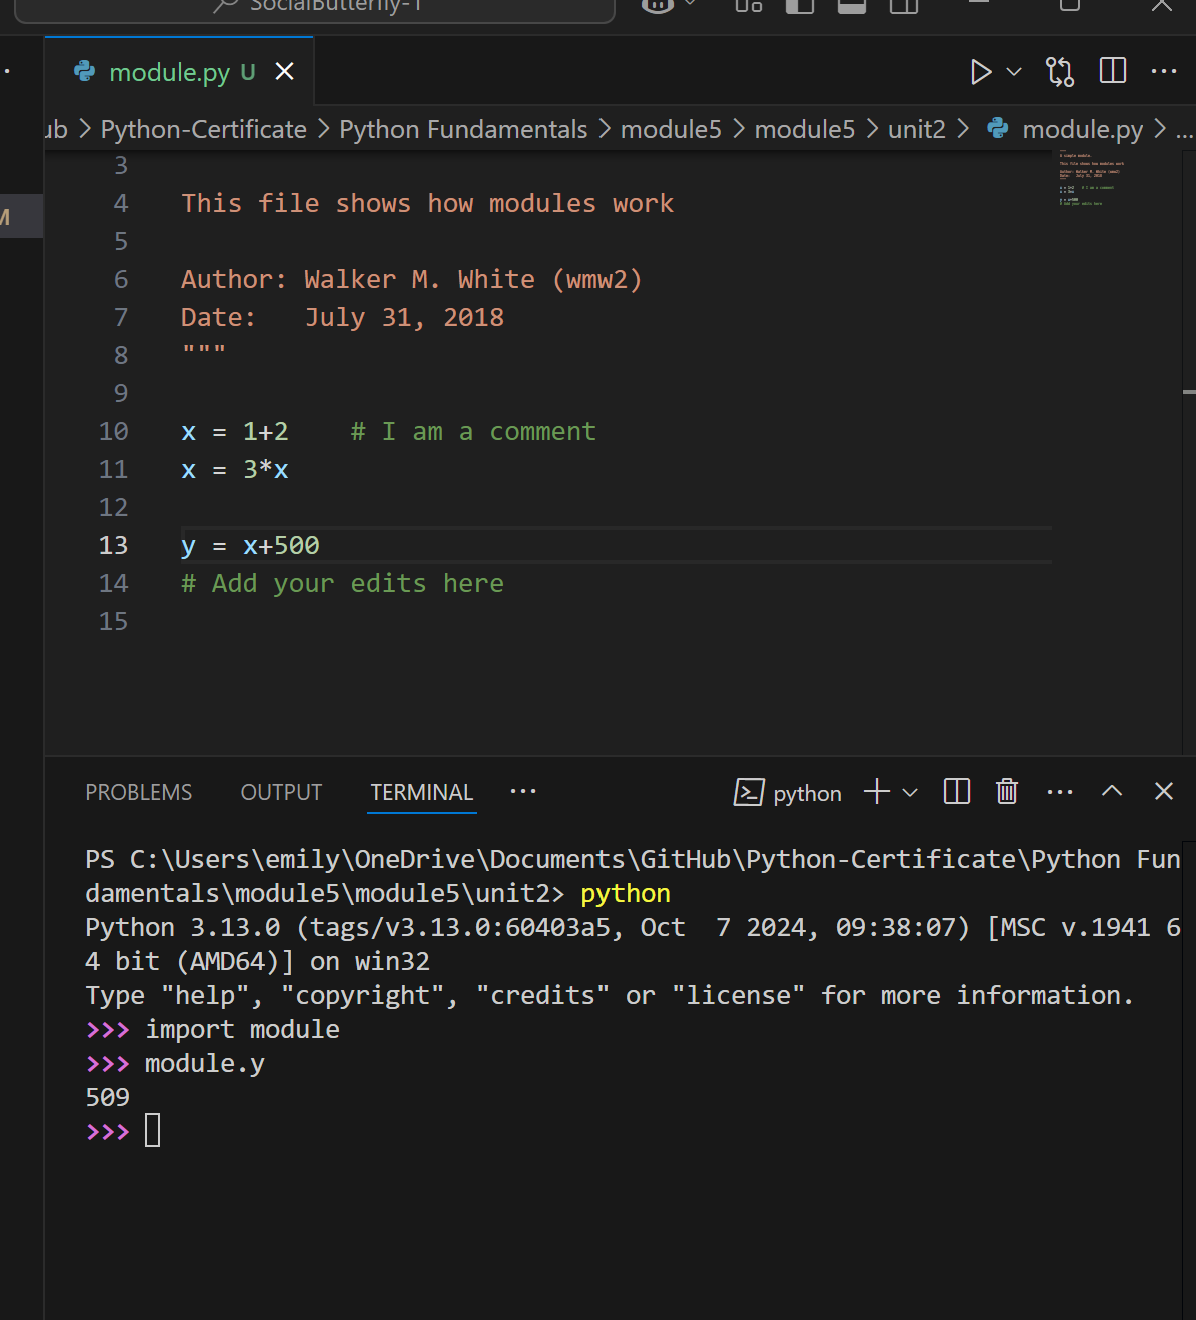 SocialButterfly-1
module.py U
ub > Python-Certificate > Python Fundamentals > module5 > module5 > unit2 > module.py > ...
M
3
4 This file shows how modules work
5
6 Author: Walker M. White (wmw2)
7 Date:   July 31, 2018
8 """
9
10 x = 1+2    # I am a comment
11 x = 3*x
12
13 y = x+500
14 # Add your edits here
15
PROBLEMS OUTPUT TERMINAL ... python
PS C:\Users\emily\OneDrive\Documents\GitHub\Python-Certificate\Python Fun
damentals\module5\module5\unit2> python
Python 3.13.0 (tags/v3.13.0:60403a5, Oct  7 2024, 09:38:07) [MSC v.1941 6
4 bit (AMD64)] on win32
Type "help", "copyright", "credits" or "license" for more information.
>>> import module
>>> module.y
509
>>>